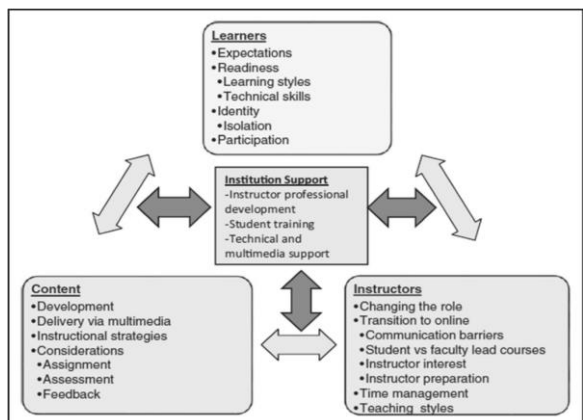 Learners
•Expectations
•Readiness
•Learning styles
•Technical skills
•Identity
•Isolation
•Participation
Institution Support
-Instructor professional
development
-Student training
-Technical and
multimedia support
Content
•Development
•Delivery via multimedia
•Instructional strategies
•Considerations
•Assignment
•Assessment
•Feedback
Instructors
•Changing the role
•Transition to online
•Communication barriers
•Student vs faculty lead courses
•Instructor interest
•Instructor preparation
•Time management
•Teaching styles